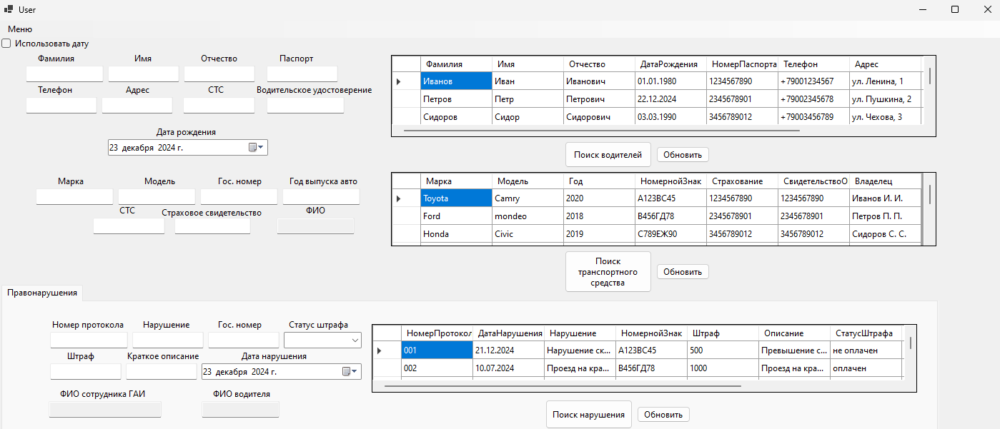 User
Меню
Использовать дату
Фамилия Имя Отчество Паспорт
Телефон Адрес СТС Водительское удостоверение
Дата рождения
23 декабря 2024 г.
Фамилия Имя Отчество ДатаРождения НомерПаспорта Телефон Адрес
Иванов Иван Иванович 01.01.1980 1234567890 +79001234567 ул. Ленина, 1
Петров Петр Петрович 22.12.2024 2345678901 +79002345678 ул. Пушкина, 2
Сидоров Сидор Сидорович 03.03.1990 3456789012 +79003456789 ул. Чехова, 3
Поиск водителей Обновить
Марка Модель Гос. номер Год выпуска авто
СТС Страховое свидетельство ФИО
Марка Модель Год НомернойЗнак Страхование СвидетельствоО Владелец
Toyota Camry 2020 А123ВС45 1234567890 1234567890 Иванов И. И.
Ford mondeo 2018 В456ГД78 2345678901 2345678901 Петров П. П.
Honda Civic 2019 С789ЕЖ90 3456789012 3456789012 Сидоров С. С.
Поиск
транспортного
средства
Обновить
Правонарушения
Номер протокола Нарушение Гос. номер Статус штрафа
Штраф Краткое описание Дата нарушения
23 декабря 2024 г.
ФИО сотрудника ГАИ ФИО водителя
НомерПротокол ДатаНарушения Нарушение НомернойЗнак Штраф Описание СтатусШтрафа
001 21.12.2024 Нарушение ск... А123ВС45 500 Превышение с... не оплачен
002 10.07.2024 Проезд на кра... В456ГД78 1000 Проезд на кра... оплачен
Поиск нарушения Обновить